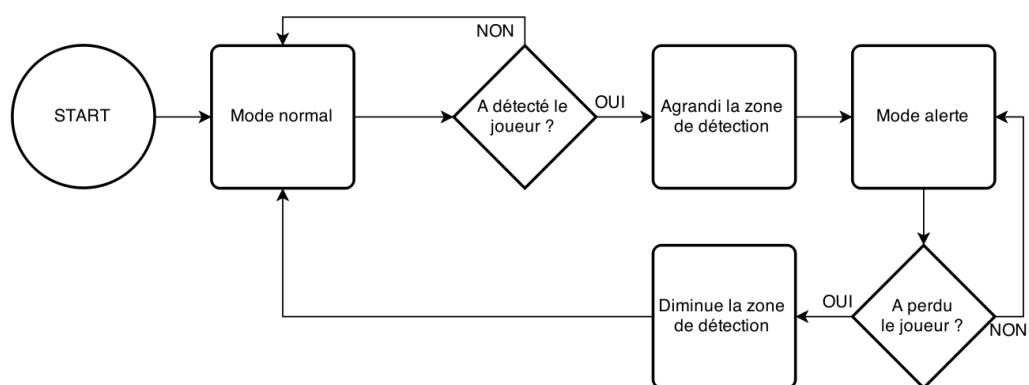 NON
START
Mode normal
A détecté le
joueur ?
OUI
Agrandi la zone
de détection
Mode alerte
Diminue la zone
de détection
OUI
A perdu
le joueur ?
NON